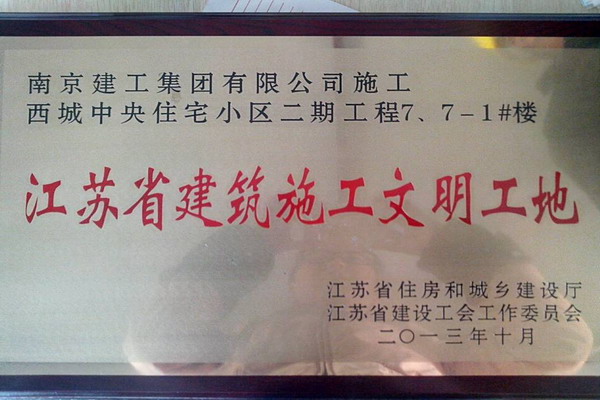 南京建工集团有限公司施工
西城中央住宅小区二期工程7、7-1#楼
江苏省建筑施工文明工地
江苏省住房和城乡建设厅
江苏省建设工会工作委员会
二〇一三年十月